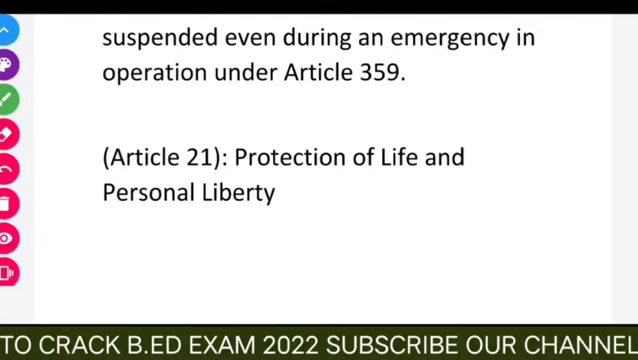 suspended even during an emergency in
operation under Article 359.
(Article 21): Protection of Life and
Personal Liberty
TO CRACK B.ED EXAM 2022 SUBSCRIBE OUR CHANNEL